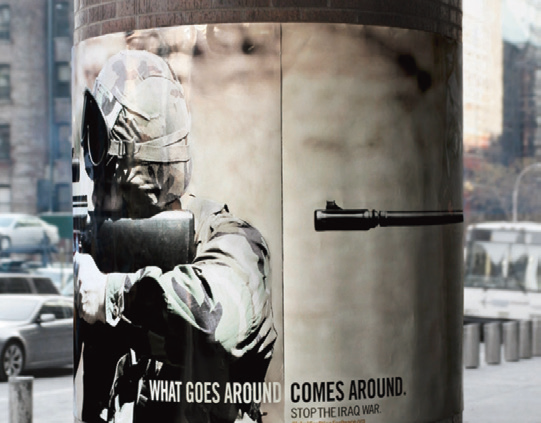 WHAT GOES AROUND COMES AROUND.
STOP THE IRAQ WAR.